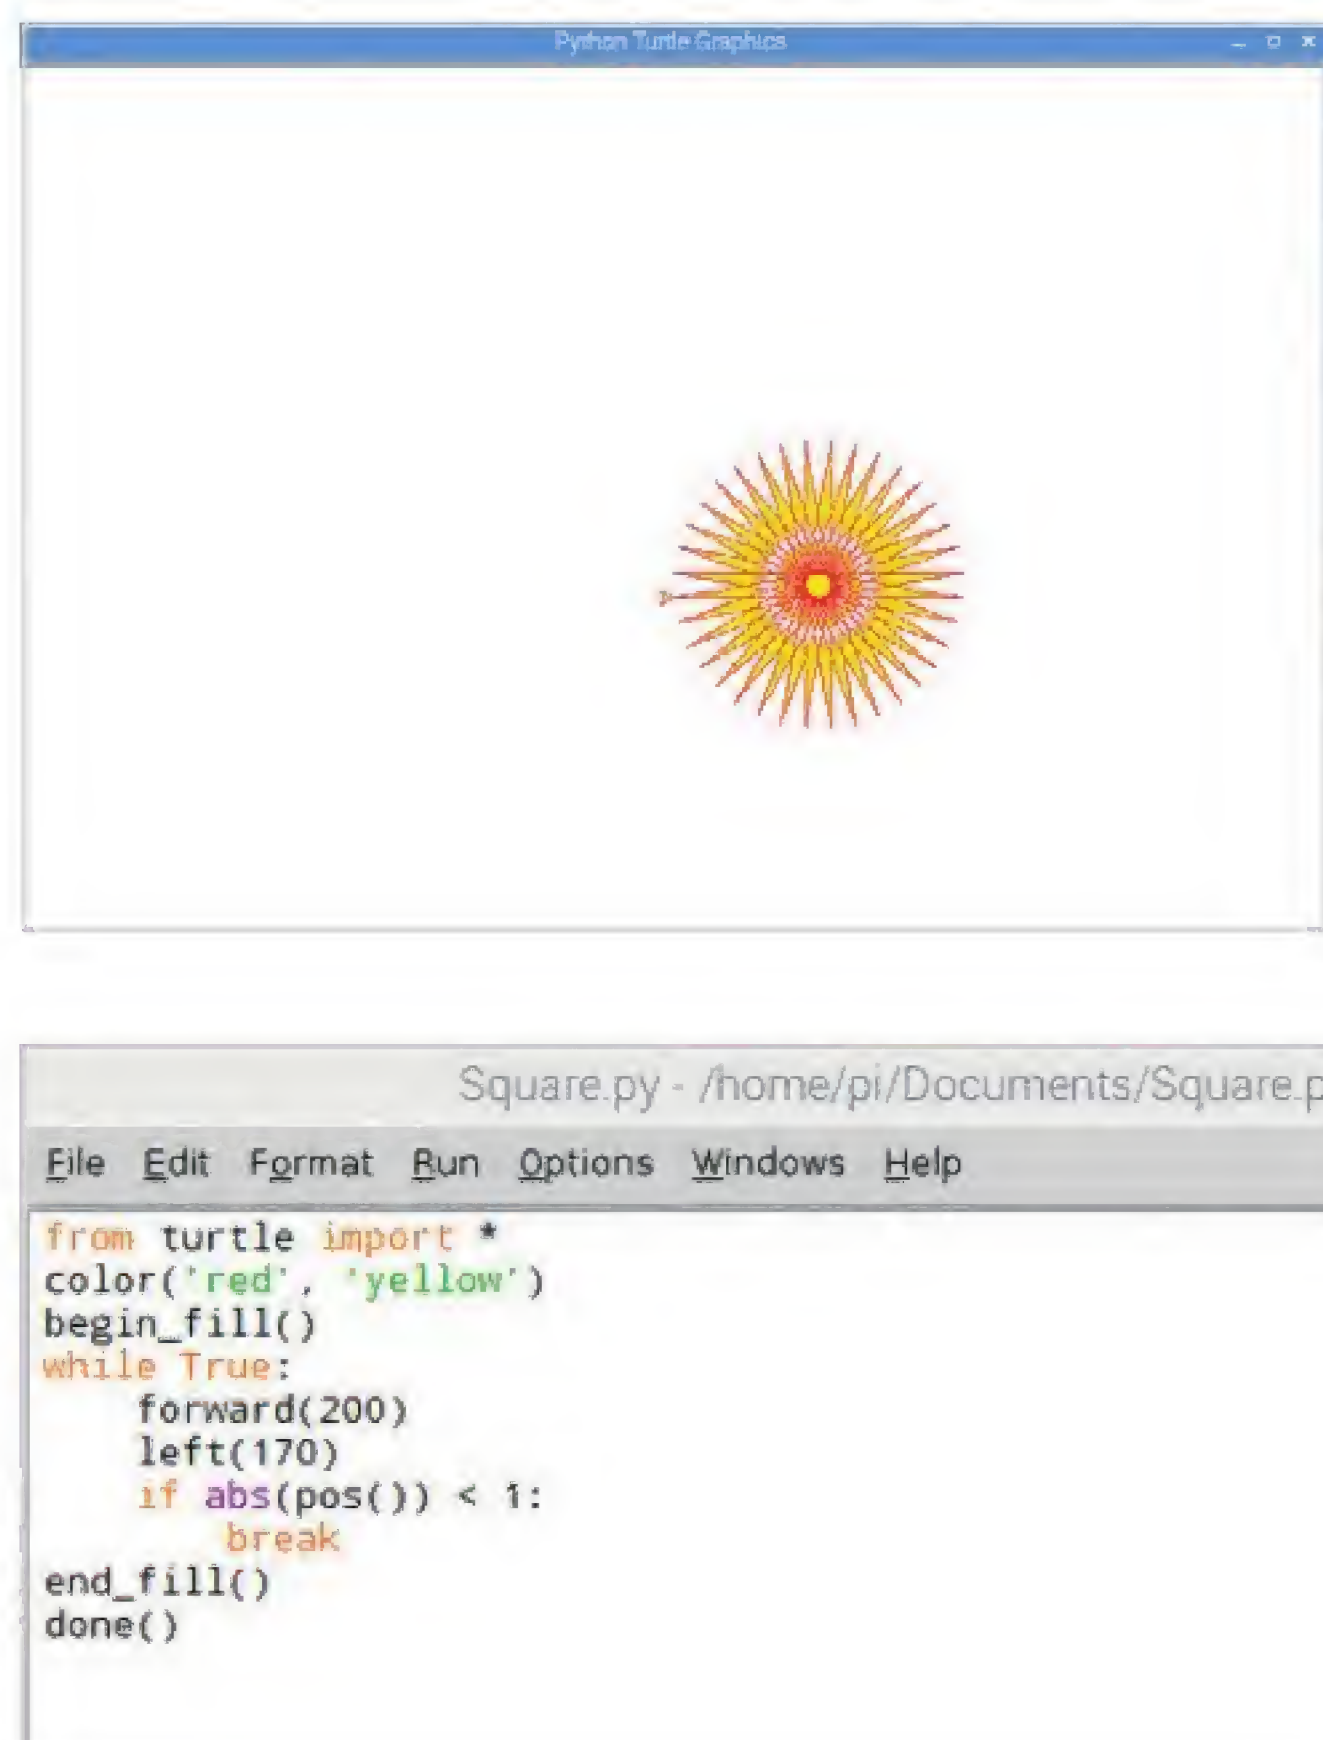 Python Turtle Graphics
Square.py - /home/pi/Documents/Square.p
File Edit Format Run Options Windows Help
from turtle import *
color('red', 'yellow')
begin_fill()
while True:
    forward(200)
    left(170)
    if abs(pos()) < 1:
        break
end_fill()
done()